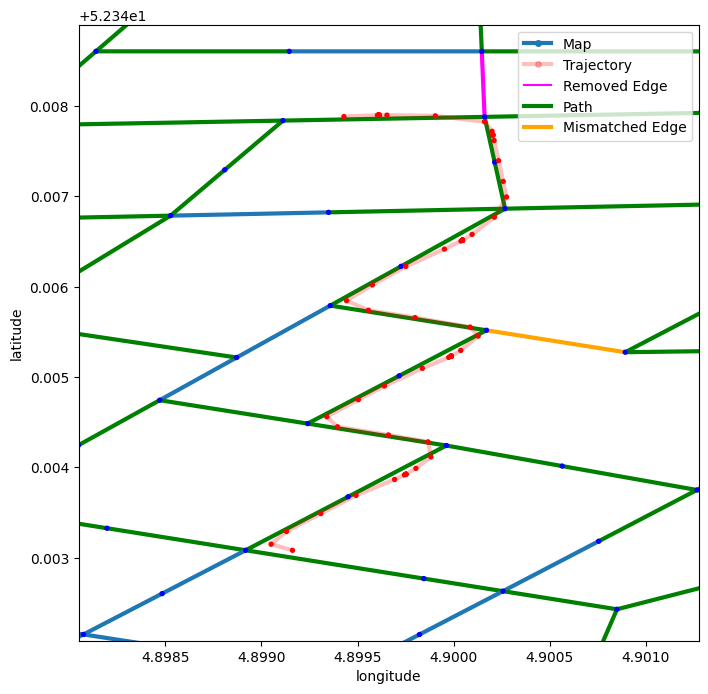 +5.234e1
Map
Trajectory
Removed Edge
Path
Mismatched Edge
0.008
0.007
0.006
0.005
0.004
0.003
latitude
4.8985 4.8990 4.8995 4.9000 4.9005 4.9010
longitude